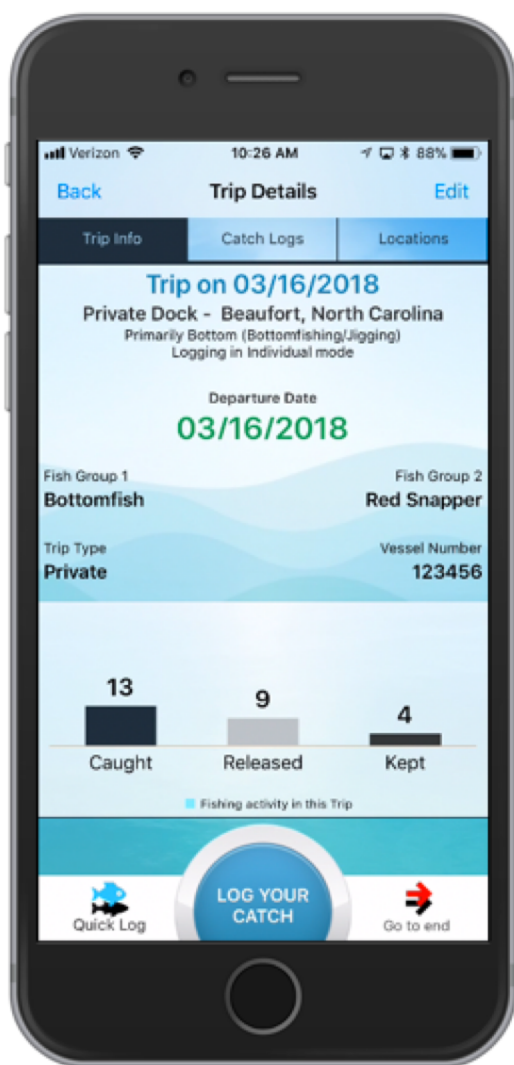 Verizon 10:26 AM 88%
Back Trip Details Edit
Trip Info Catch Logs Locations
Trip on 03/16/2018
Private Dock - Beaufort, North Carolina
Primarily Bottom (Bottomfishing/Jigging)
Logging in Individual mode
Departure Date
03/16/2018
Fish Group 1 Fish Group 2
Bottomfish Red Snapper
Trip Type Vessel Number
Private 123456
13 9 4
Caught Released Kept
Fishing activity in this Trip
LOG YOUR
CATCH
Quick Log Go to end